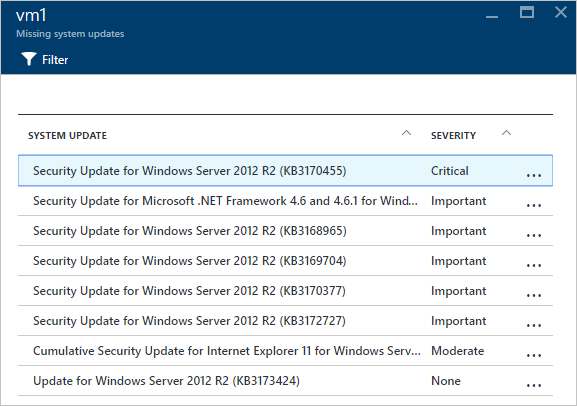 vm1
Missing system updates
Filter
SYSTEM UPDATE SEVERITY
Security Update for Windows Server 2012 R2 (KB3170455) Critical ...
Security Update for Microsoft .NET Framework 4.6 and 4.6.1 for Wind... Important ...
Security Update for Windows Server 2012 R2 (KB3168965) Important ...
Security Update for Windows Server 2012 R2 (KB3169704) Important ...
Security Update for Windows Server 2012 R2 (KB3170377) Important ...
Security Update for Windows Server 2012 R2 (KB3172727) Important ...
Cumulative Security Update for Internet Explorer 11 for Windows Serv... Moderate ...
Update for Windows Server 2012 R2 (KB3173424) None ...